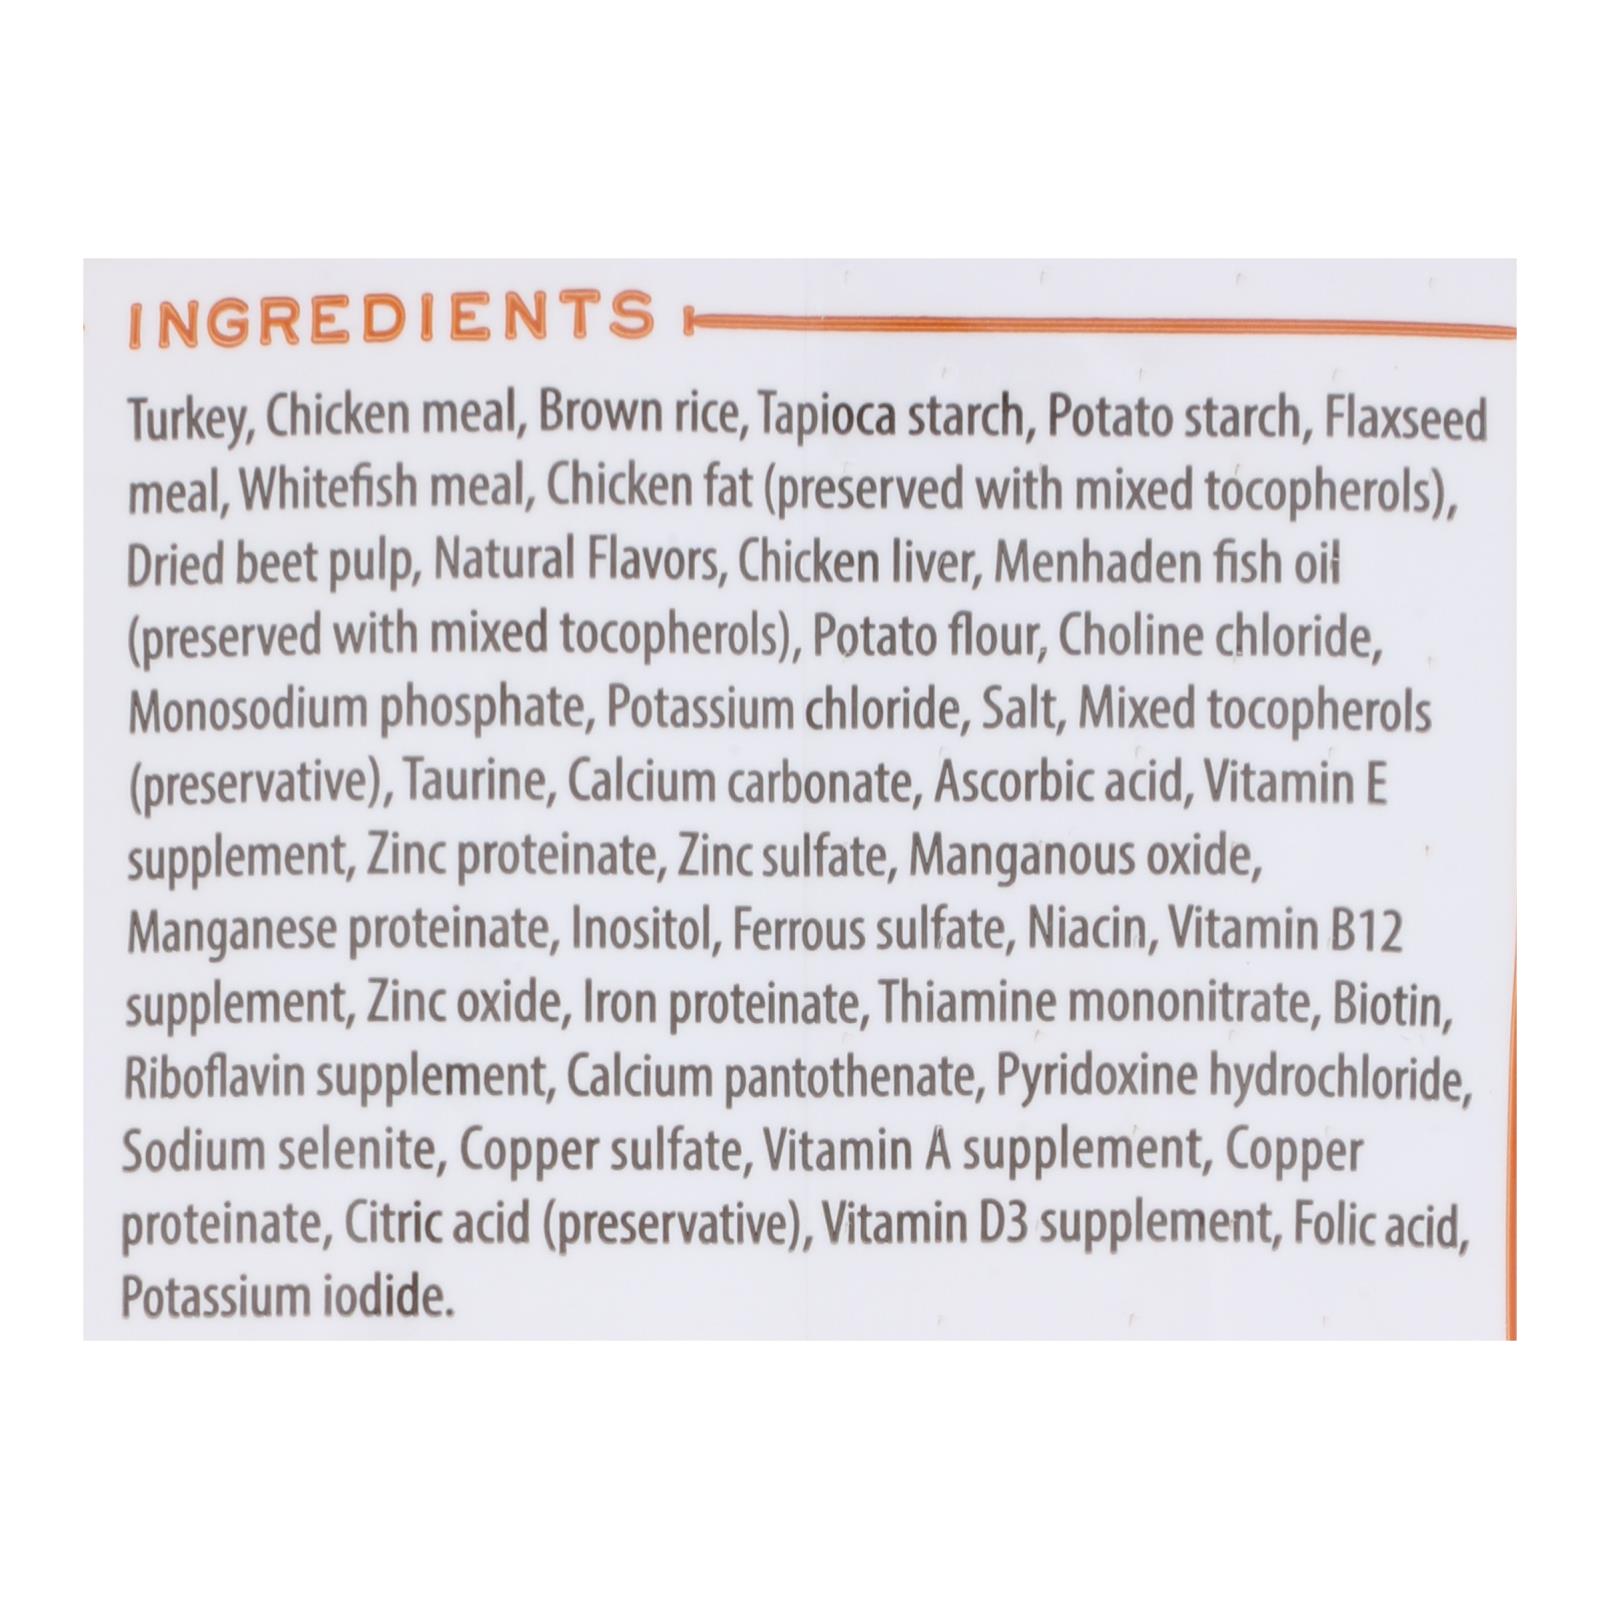 INGREDIENTS
Turkey, Chicken meal, Brown rice, Tapioca starch, Potato starch, Flaxseed
meal, Whitefish meal, Chicken fat (preserved with mixed tocopherols),
Dried beet pulp, Natural Flavors, Chicken liver, Menhaden fish oil
(preserved with mixed tocopherols), Potato flour, Choline chloride,
Monosodium phosphate, Potassium chloride, Salt, Mixed tocopherols
(preservative), Taurine, Calcium carbonate, Ascorbic acid, Vitamin E
supplement, Zinc proteinate, Zinc sulfate, Manganous oxide,
Manganese proteinate, Inositol, Ferrous sulfate, Niacin, Vitamin B12
supplement, Zinc oxide, Iron proteinate, Thiamine mononitrate, Biotin,
Riboflavin supplement, Calcium pantothenate, Pyridoxine hydrochloride,
Sodium selenite, Copper sulfate, Vitamin A supplement, Copper
proteinate, Citric acid (preservative), Vitamin D3 supplement, Folic acid,
Potassium iodide.